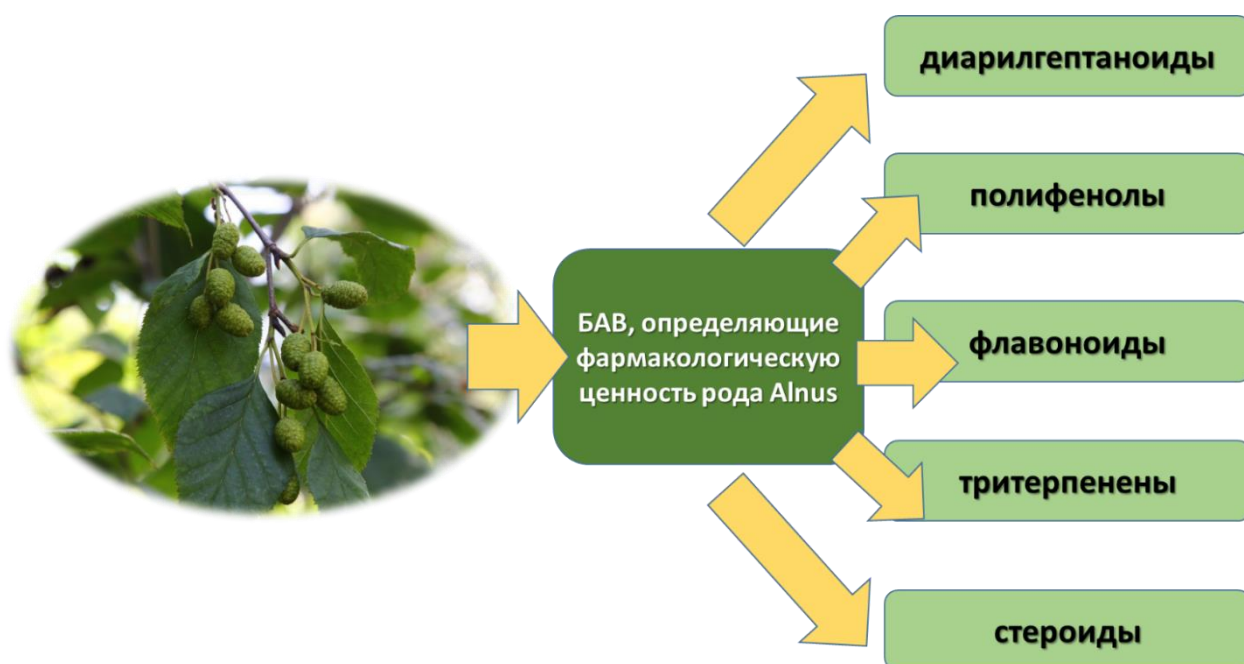 диарилгептаноиды
полифенолы
БАВ, определяющие
фармакологическую
ценность рода Alnus
флавоноиды
тритерпенены
стероиды